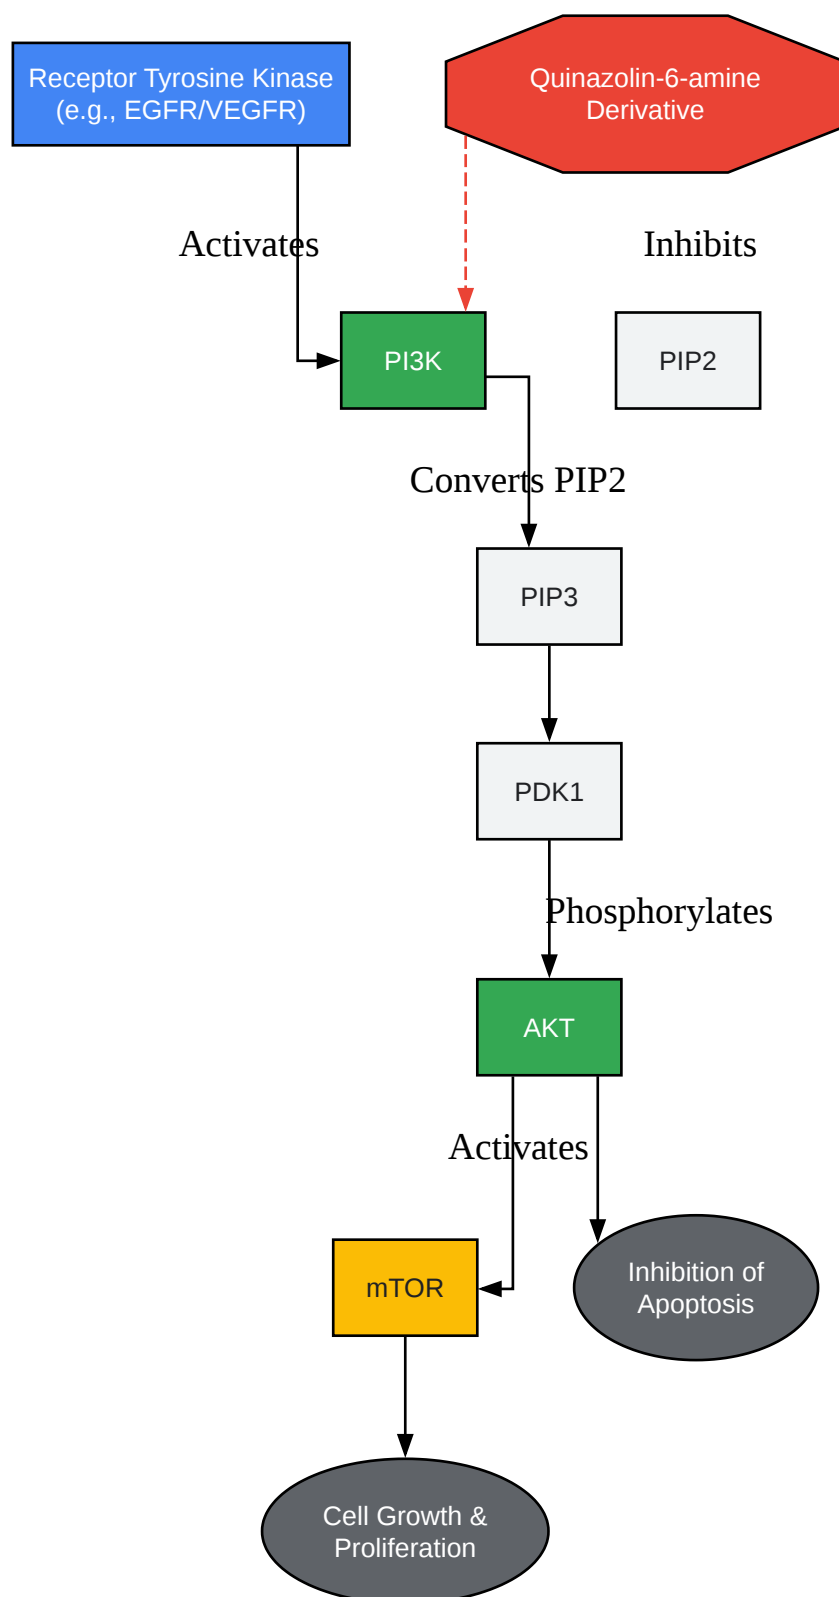 Receptor Tyrosine Kinase
(e.g., EGFR/VEGFR)
Quinazolin-6-amine
Derivative
Activates
Inhibits
PI3K
PIP2
Converts PIP2
PIP3
PDK1
Phosphorylates
AKT
Activates
mTOR
Inhibition of
Apoptosis
Cell Growth &
Proliferation